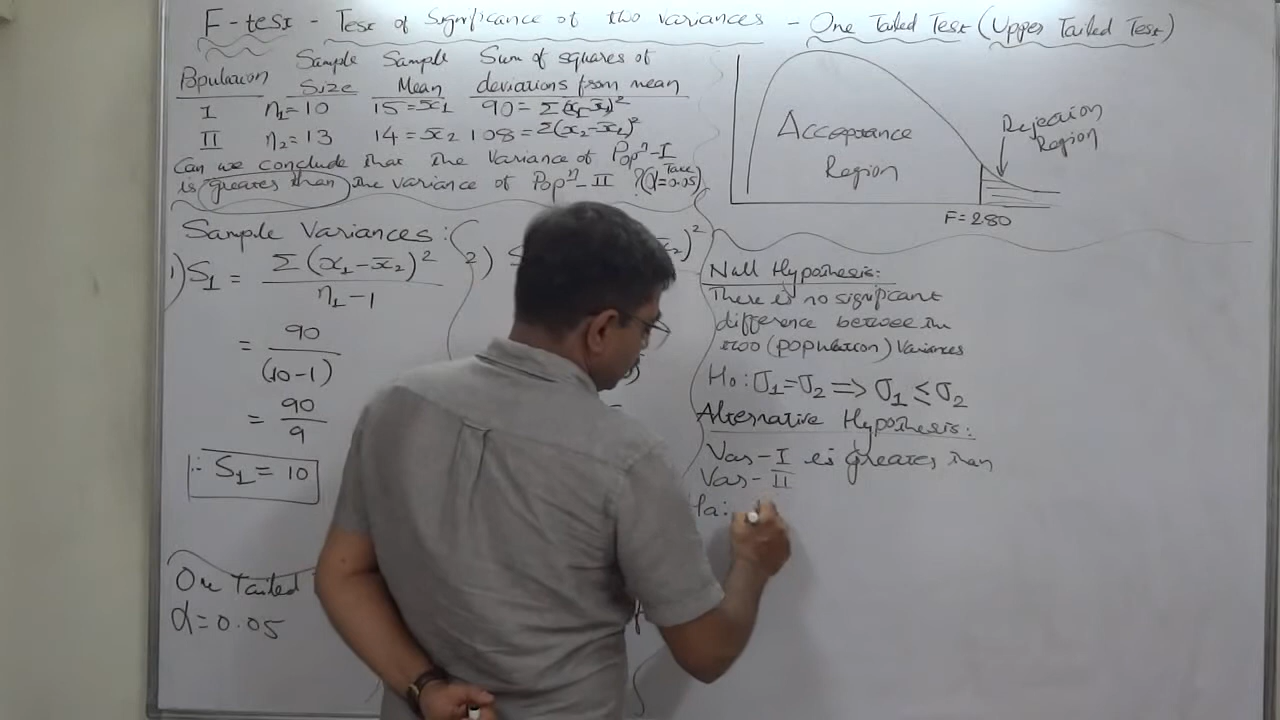 F-test - Test of Significance of two variances - One Tailed Test (Upper Tailed Test)
Population Sample Size Sample Mean Sum of squares of deviations from mean
I n₁=10 15=x̄₁ 90=Σ(x₁-x̄₁)²
II n₂=13 14=x̄₂ 108=Σ(x₂-x̄₂)²
Can we conclude that the variance of Popⁿ-I
is greater than the variance of Popⁿ-II ? (Take α=0.05)
Acceptance
Region
Rejection
Region
F=280
Sample Variances:
1) S₁ = Σ(x₁-x̄₂)² / n₁-1
= 90 / (10-1)
= 90 / 9
∴ S₁ = 10
2) S
x̄₂)²
One Tailed
α=0.05
Null Hypothesis:
There is no significant
difference between the
two (population) Variances
H₀: σ₁=σ₂ => σ₁ ≤ σ₂
Alternative Hypothesis:
Var-I is greater than
Var-II
Ha: